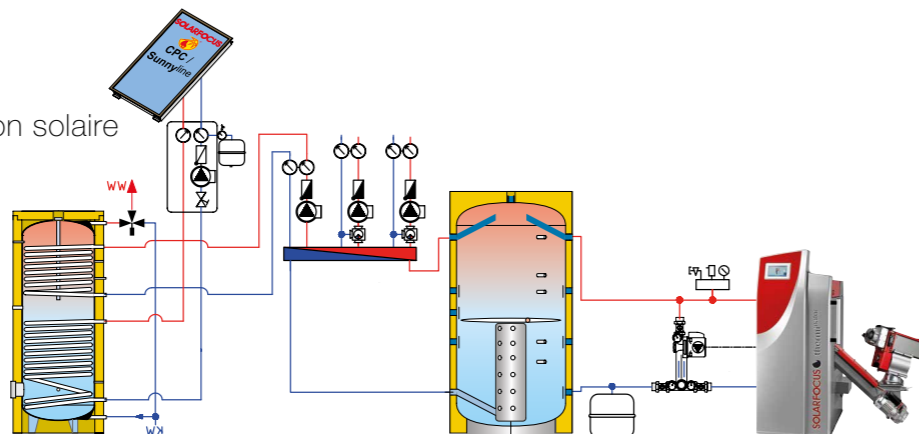 SOLARFOCUS
CPC /
Sunnyline
on solaire
WW
KW
SOLARFOCUS